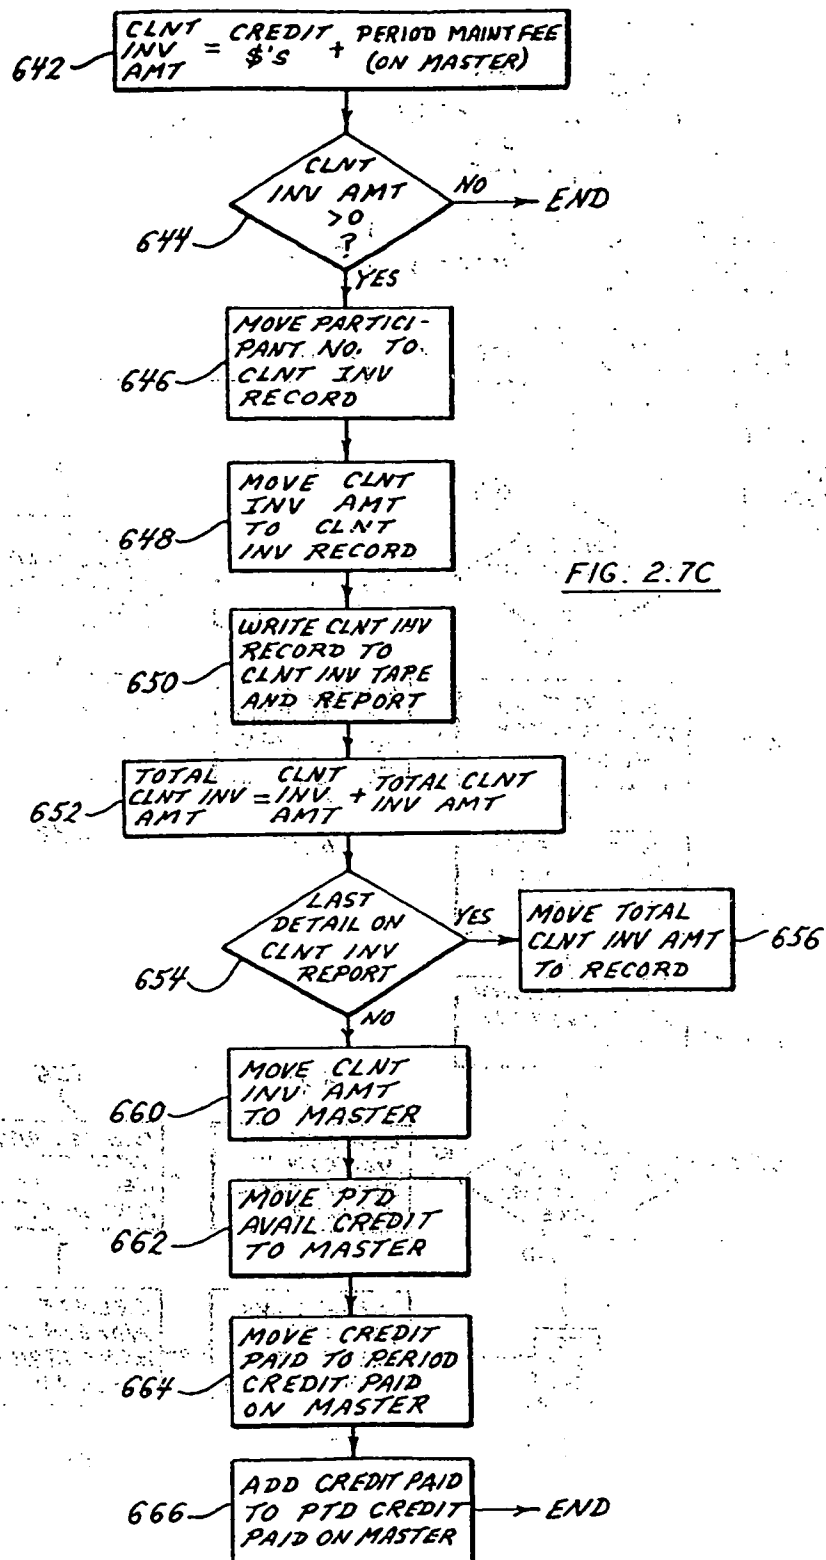 642
CLNT INV AMT = CREDIT $'S + PERIOD MAINT FEE (ON MASTER)
CLNT
INV AMT
>0
?
644
NO
END
YES
646
MOVE PARTICI-
PANT NO. TO
CLNT INV
RECORD
648
MOVE CLNT
INV AMT
TO CLNT
INV RECORD
FIG. 2.7C
650
WRITE CLNT INV
RECORD TO
CLNT INV TAPE
AND REPORT
652
TOTAL CLNT INV AMT = CLNT INV AMT + TOTAL CLNT INV AMT
LAST
DETAIL ON
CLNT INV
REPORT
654
YES
MOVE TOTAL
CLNT INV AMT
TO RECORD
656
NO
660
MOVE CLNT
INV AMT
TO MASTER
662
MOVE PTD
AVAIL CREDIT
TO MASTER
664
MOVE CREDIT
PAID TO PERIOD
CREDIT PAID
ON MASTER
666
ADD CREDIT PAID
TO PTD CREDIT
PAID ON MASTER
END